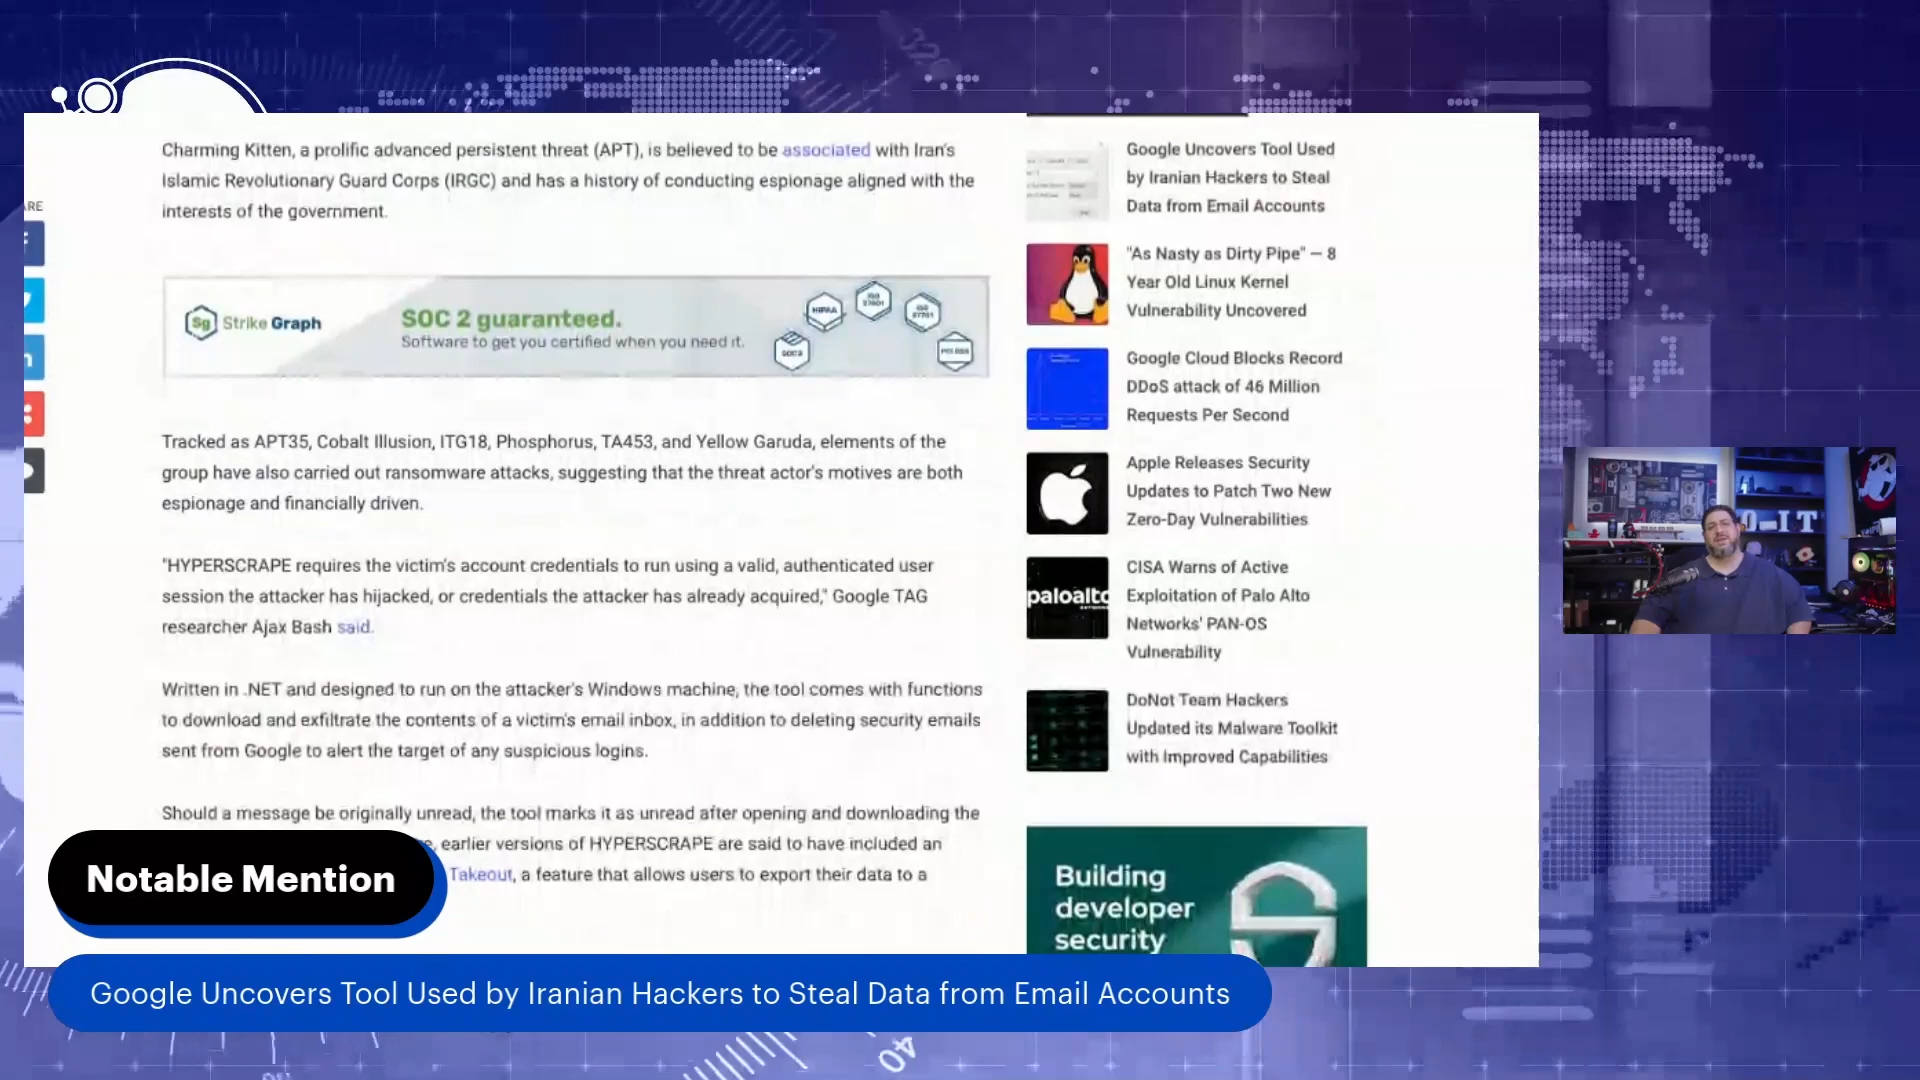 Charming Kitten, a prolific advanced persistent threat (APT), is believed to be associated with Iran's
Islamic Revolutionary Guard Corps (IRGC) and has a history of conducting espionage aligned with the
interests of the government.
ARE
Sg Strike Graph
SOC 2 guaranteed.
Software to get you certified when you need it.
HIPAA
ISO 27001
ISO 27701
SOC 2
PCI DSS
Tracked as APT35, Cobalt Illusion, ITG18, Phosphorus, TA453, and Yellow Garuda, elements of the
group have also carried out ransomware attacks, suggesting that the threat actor's motives are both
espionage and financially driven.
"HYPERSCRAPE requires the victim's account credentials to run using a valid, authenticated user
session the attacker has hijacked, or credentials the attacker has already acquired," Google TAG
researcher Ajax Bash said.
Written in .NET and designed to run on the attacker's Windows machine, the tool comes with functions
to download and exfiltrate the contents of a victim's email inbox, in addition to deleting security emails
sent from Google to alert the target of any suspicious logins.
Should a message be originally unread, the tool marks it as unread after opening and downloading the
e, earlier versions of HYPERSCRAPE are said to have included an
Takeout, a feature that allows users to export their data to a
Google Uncovers Tool Used
by Iranian Hackers to Steal
Data from Email Accounts
"As Nasty as Dirty Pipe" — 8
Year Old Linux Kernel
Vulnerability Uncovered
Google Cloud Blocks Record
DDoS attack of 46 Million
Requests Per Second
Apple Releases Security
Updates to Patch Two New
Zero-Day Vulnerabilities
paloalto
CISA Warns of Active
Exploitation of Palo Alto
Networks' PAN-OS
Vulnerability
DoNot Team Hackers
Updated its Malware Toolkit
with Improved Capabilities
Building
developer
security
O-IT
Notable Mention
Google Uncovers Tool Used by Iranian Hackers to Steal Data from Email Accounts
32
40